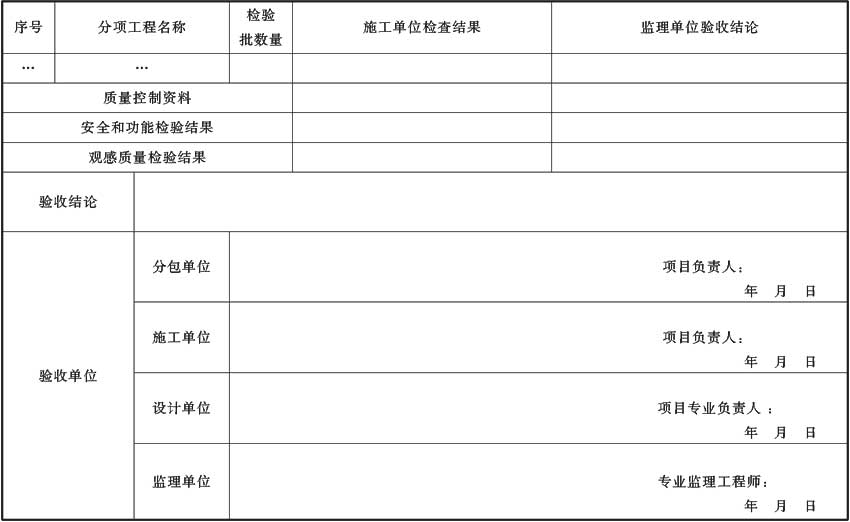 序号 分项工程名称 检验 施工单位检查结果 监理单位验收结论
批数量
… …
质量控制资料
安全和功能检验结果
观感质量检验结果
验收结论
验收单位
分包单位 项目负责人：
年 月 日
施工单位 项目负责人：
年 月 日
设计单位 项目专业负责人：
年 月 日
监理单位 专业监理工程师：
年 月 日